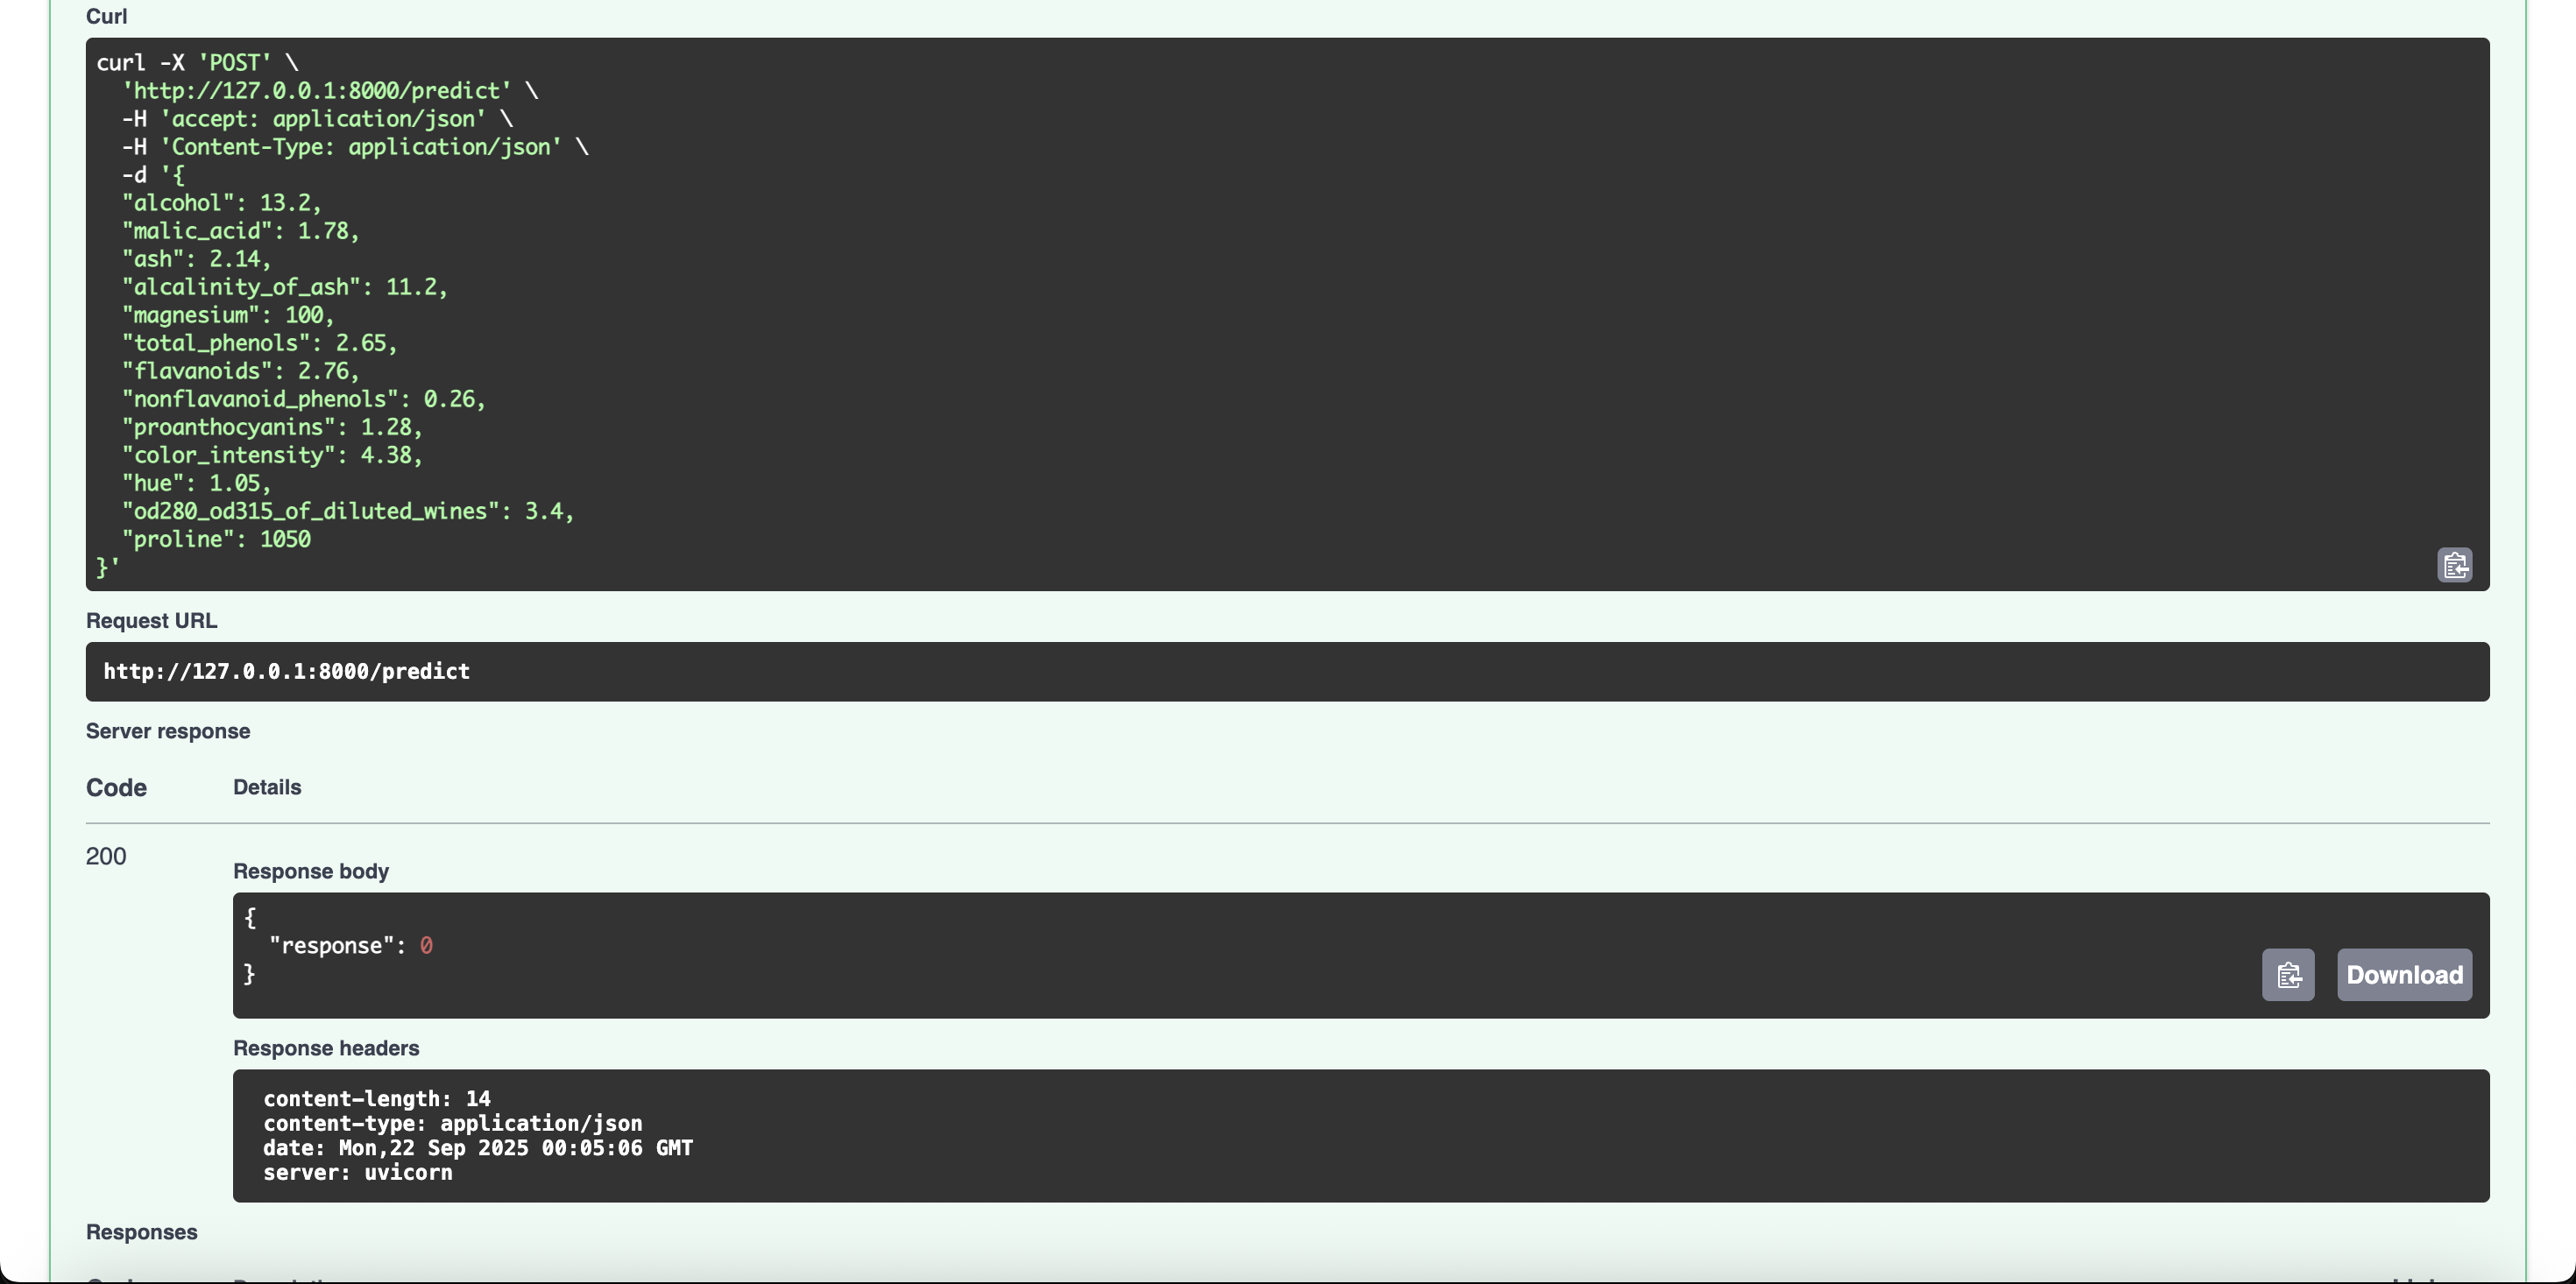 Curl
curl -X 'POST' \
  'http://127.0.0.1:8000/predict' \
  -H 'accept: application/json' \
  -H 'Content-Type: application/json' \
  -d '{
  "alcohol": 13.2,
  "malic_acid": 1.78,
  "ash": 2.14,
  "alcalinity_of_ash": 11.2,
  "magnesium": 100,
  "total_phenols": 2.65,
  "flavanoids": 2.76,
  "nonflavanoid_phenols": 0.26,
  "proanthocyanins": 1.28,
  "color_intensity": 4.38,
  "hue": 1.05,
  "od280_od315_of_diluted_wines": 3.4,
  "proline": 1050
}'
Request URL
http://127.0.0.1:8000/predict
Server response
Code Details
200
Response body
{
  "response": 0
}
Download
Response headers
content-length: 14
content-type: application/json
date: Mon,22 Sep 2025 00:05:06 GMT
server: uvicorn
Responses